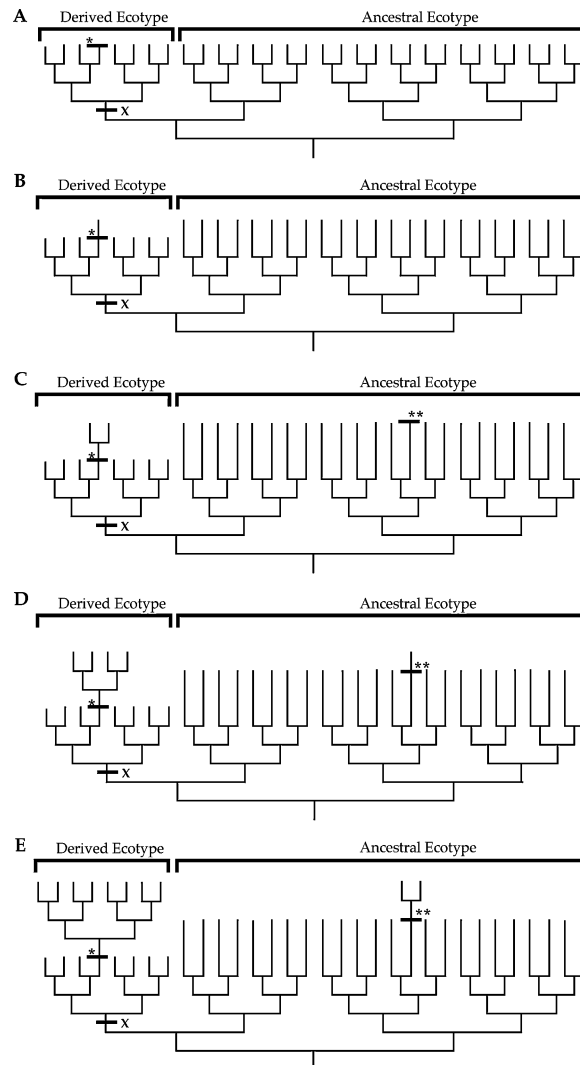 A
Derived Ecotype Ancestral Ecotype
*
X
B
Derived Ecotype Ancestral Ecotype
*
X
C
Derived Ecotype Ancestral Ecotype
**
*
X
D
Derived Ecotype Ancestral Ecotype
**
*
X
E
Derived Ecotype Ancestral Ecotype
**
*
X